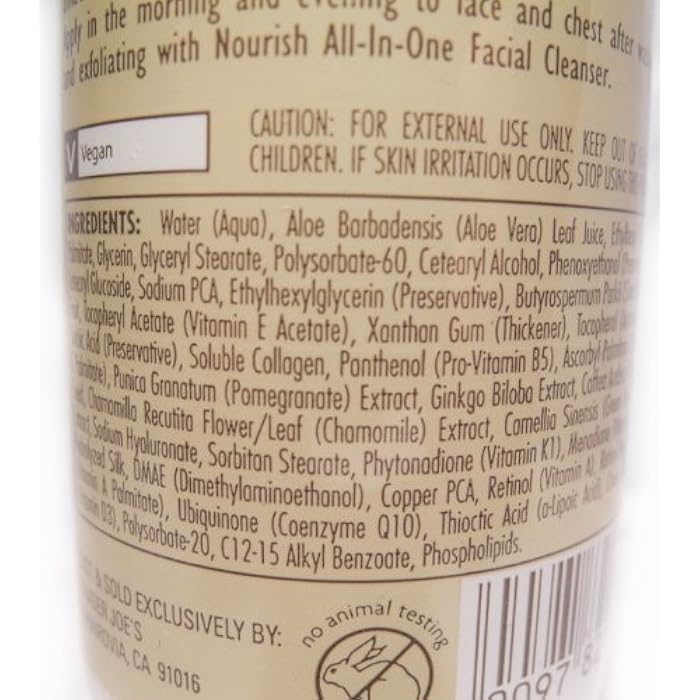 in the morning and evening to face and chest after
exfoliating with Nourish All-In-One Facial Cleanser.
Vegan
CAUTION: FOR EXTERNAL USE ONLY. KEEP OUT OF
CHILDREN. IF SKIN IRRITATION OCCURS, STOP USING
INGREDIENTS: Water (Aqua), Aloe Barbadensis (Aloe Vera) Leaf Juice,
Glycerin, Glyceryl Stearate, Polysorbate-60, Cetearyl Alcohol, Phenoxyethanol
Glucoside, Sodium PCA, Ethylhexylglycerin (Preservative), Butyrospermum
Tocopheryl Acetate (Vitamin E Acetate), Xanthan Gum (Thickener),
Acid (Preservative), Soluble Collagen, Panthenol (Pro-Vitamin B5), Ascorbyl
Punica Granatum (Pomegranate) Extract, Ginkgo Biloba Extract,
Chamomilla Recutita Flower/Leaf (Chamomile) Extract, Camellia Sinensis
Sodium Hyaluronate, Sorbitan Stearate, Phytonadione (Vitamin K1),
Silk, DMAE (Dimethylaminoethanol), Copper PCA, Retinol (Vitamin A),
A Palmitate), Ubiquinone (Coenzyme Q10), Thioctic Acid (α-Lipoic Acid),
D3), Polysorbate-20, C12-15 Alkyl Benzoate, Phospholipids.
& SOLD EXCLUSIVELY BY:
JOE'S
CA 91016
no animal testing